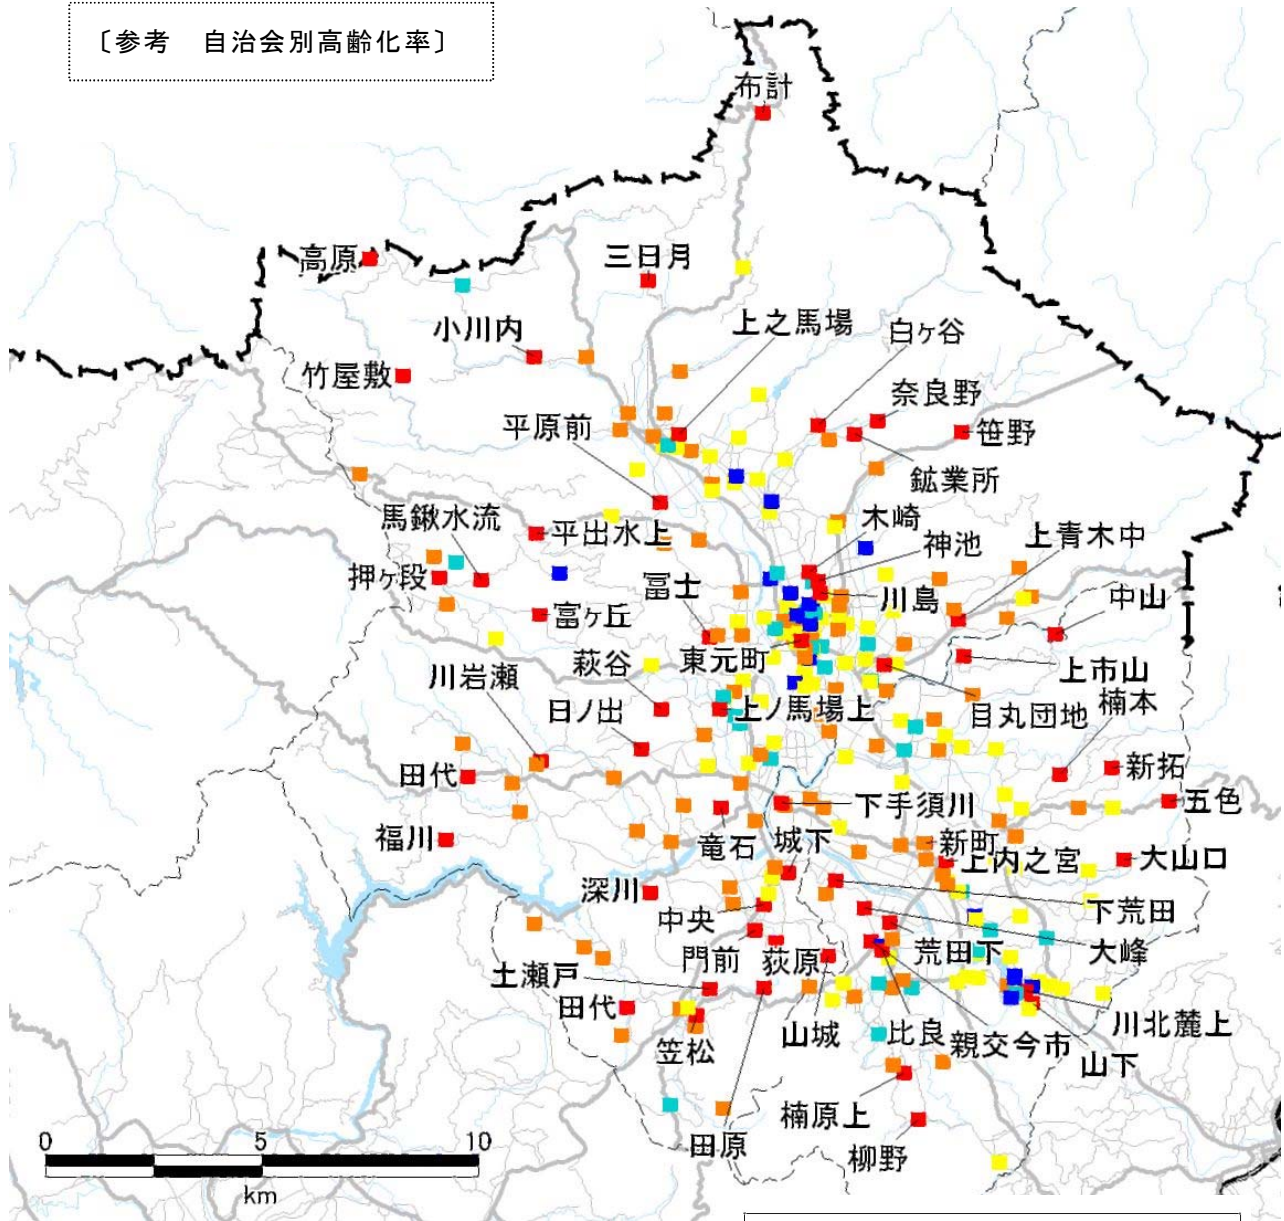 〔参考　自治会別高齢化率〕
布計
高原
三日月
小川内
上之馬場
白ヶ谷
竹屋敷
奈良野
平原前
笹野
鉱業所
馬鍬水流
平出水上
木崎
神池
上青木中
押ヶ段
冨士
川島
中山
富ヶ丘
萩谷
東元町
上市山
川岩瀬
日ノ出
上ノ馬場上
目丸団地
楠本
田代
新拓
下手須川
五色
福川
竜石
城下
新町
上内之宮
大山口
深川
中央
下荒田
門前
荻原
荒田下
大峰
土瀬戸
田代
笠松
山城
比良
親交今市
川北麓上
山下
楠原上
田原
柳野
0 5 10
km